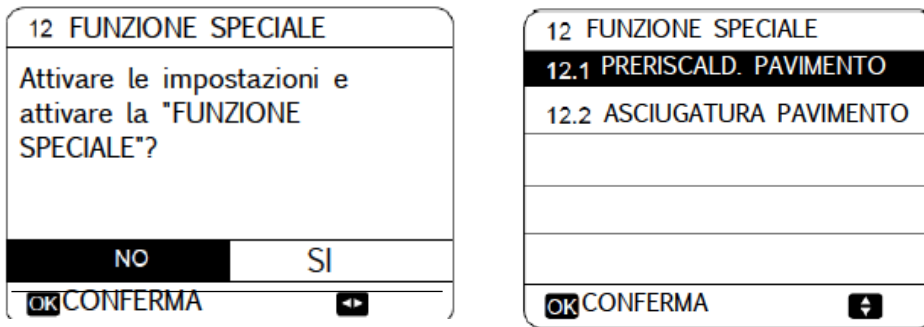 12 FUNZIONE SPECIALE
Attivare le impostazioni e
attivare la "FUNZIONE
SPECIALE"?
NO SI
OK CONFERMA
12 FUNZIONE SPECIALE
12.1 PRERISCALD. PAVIMENTO
12.2 ASCIUGATURA PAVIMENTO
OK CONFERMA